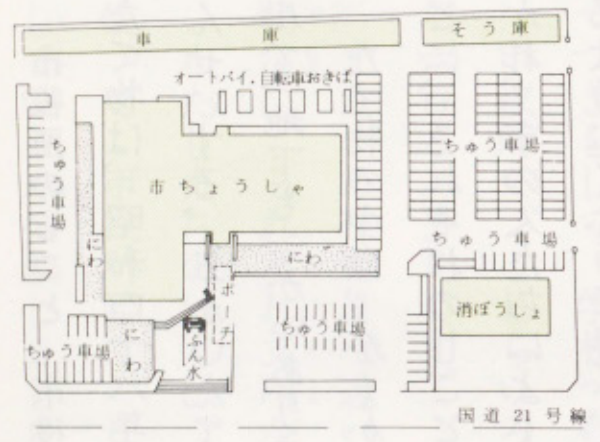 車庫
そう庫
オートバイ．自転車おきば
ちゅう車場
ちゅう車場
市ちょうしゃ
ちゅう車場
にわ
にわ
ポーチ
消ぼうしょ
ちゅう車場
にわ
ちゅう車場
ふん水
国道21号線